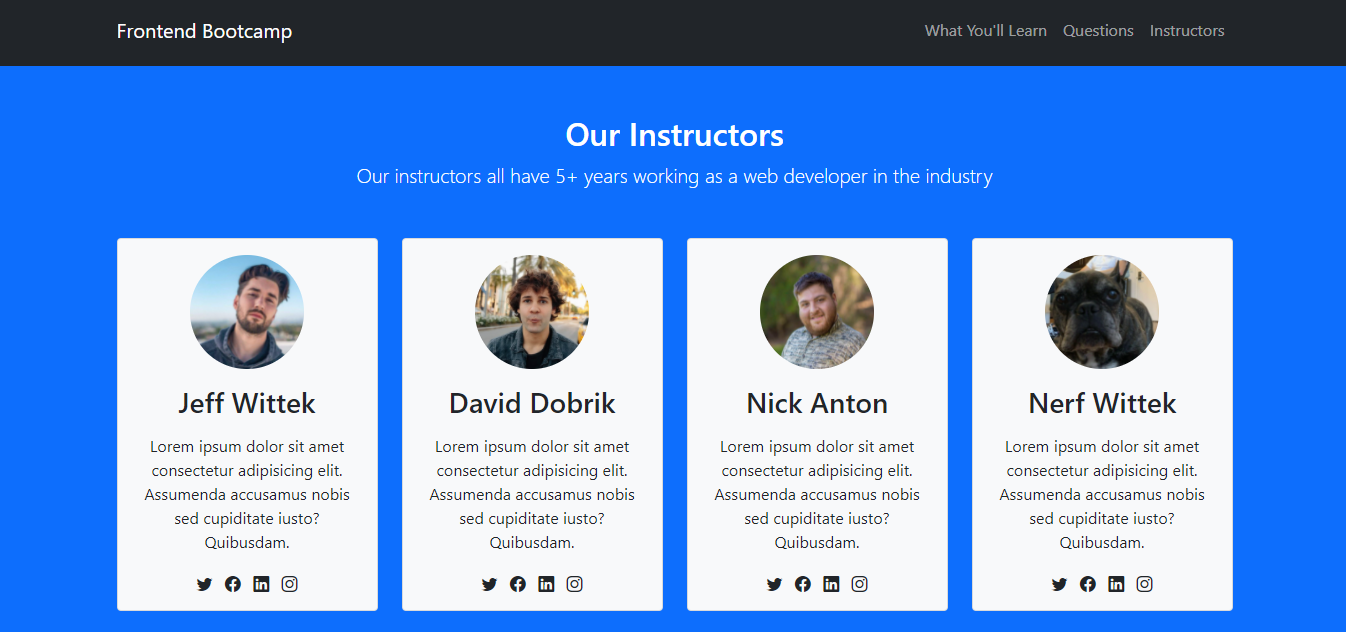 Frontend Bootcamp
What You'll Learn Questions Instructors
Our Instructors
Our instructors all have 5+ years working as a web developer in the industry
Jeff Wittek
Lorem ipsum dolor sit amet
consectetur adipisicing elit.
Assumenda accusamus nobis
sed cupiditate iusto?
Quibusdam.
David Dobrik
Lorem ipsum dolor sit amet
consectetur adipisicing elit.
Assumenda accusamus nobis
sed cupiditate iusto?
Quibusdam.
Nick Anton
Lorem ipsum dolor sit amet
consectetur adipisicing elit.
Assumenda accusamus nobis
sed cupiditate iusto?
Quibusdam.
Nerf Wittek
Lorem ipsum dolor sit amet
consectetur adipisicing elit.
Assumenda accusamus nobis
sed cupiditate iusto?
Quibusdam.